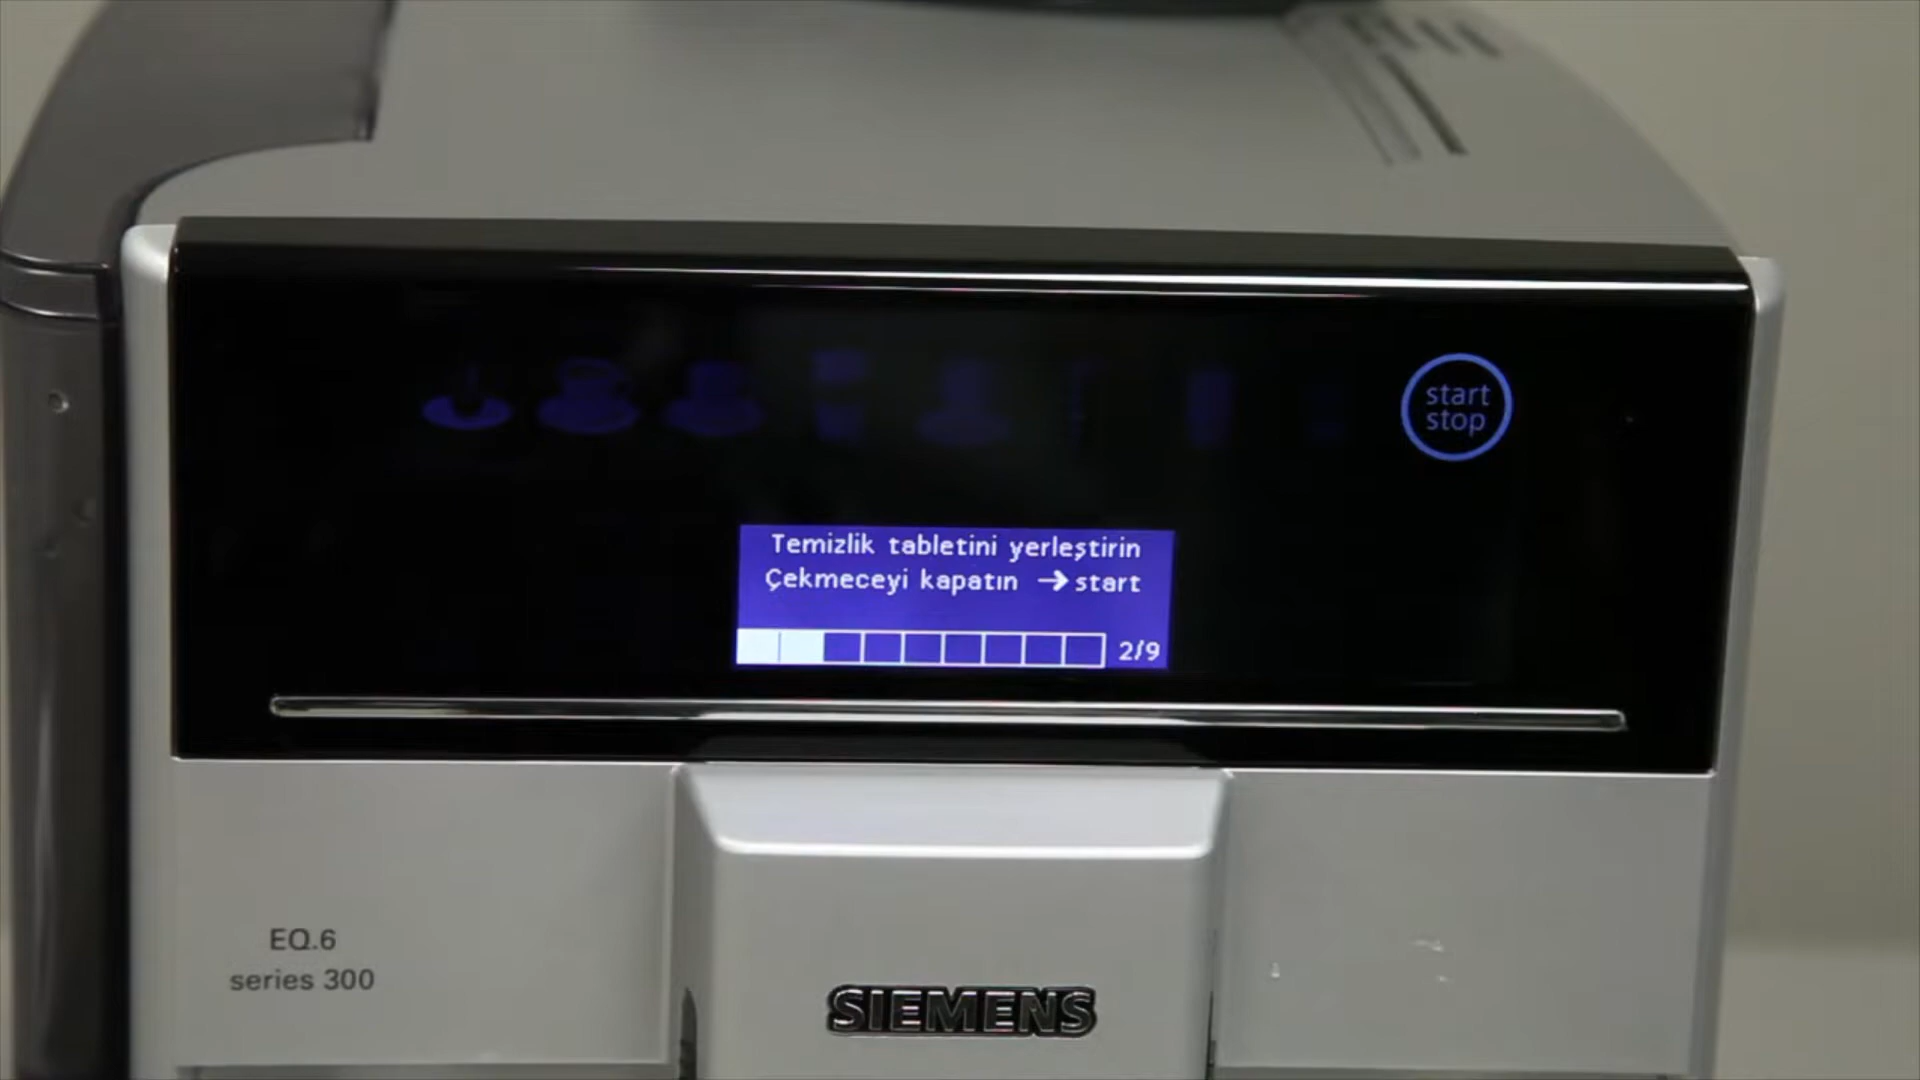 start
stop
Temizlik tabletini yerleştirin
Çekmeceyi kapatın → start
2/9
EQ.6
series 300
SIEMENS